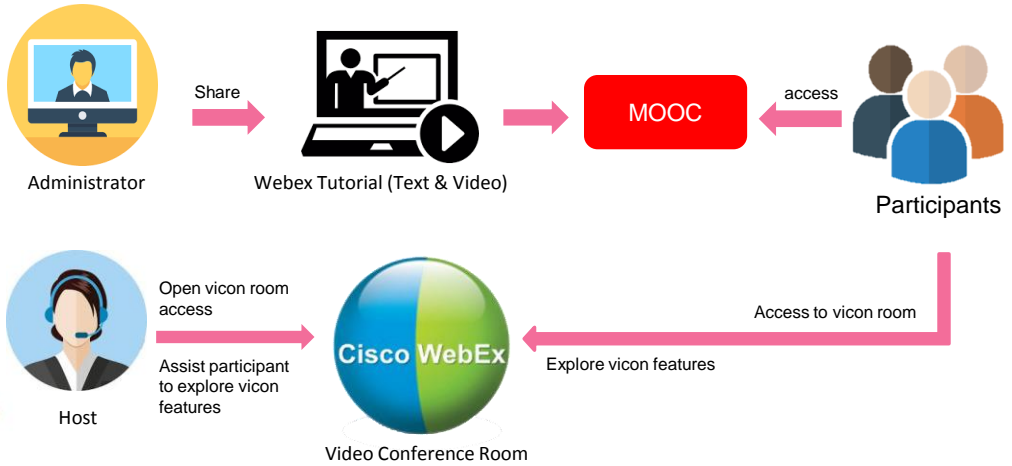 Share
MOOC
access
Administrator
Webex Tutorial (Text & Video)
Participants
Open vicon room
access
Assist participant
to explore vicon
features
Host
Cisco WebEx
Video Conference Room
Access to vicon room
Explore vicon features